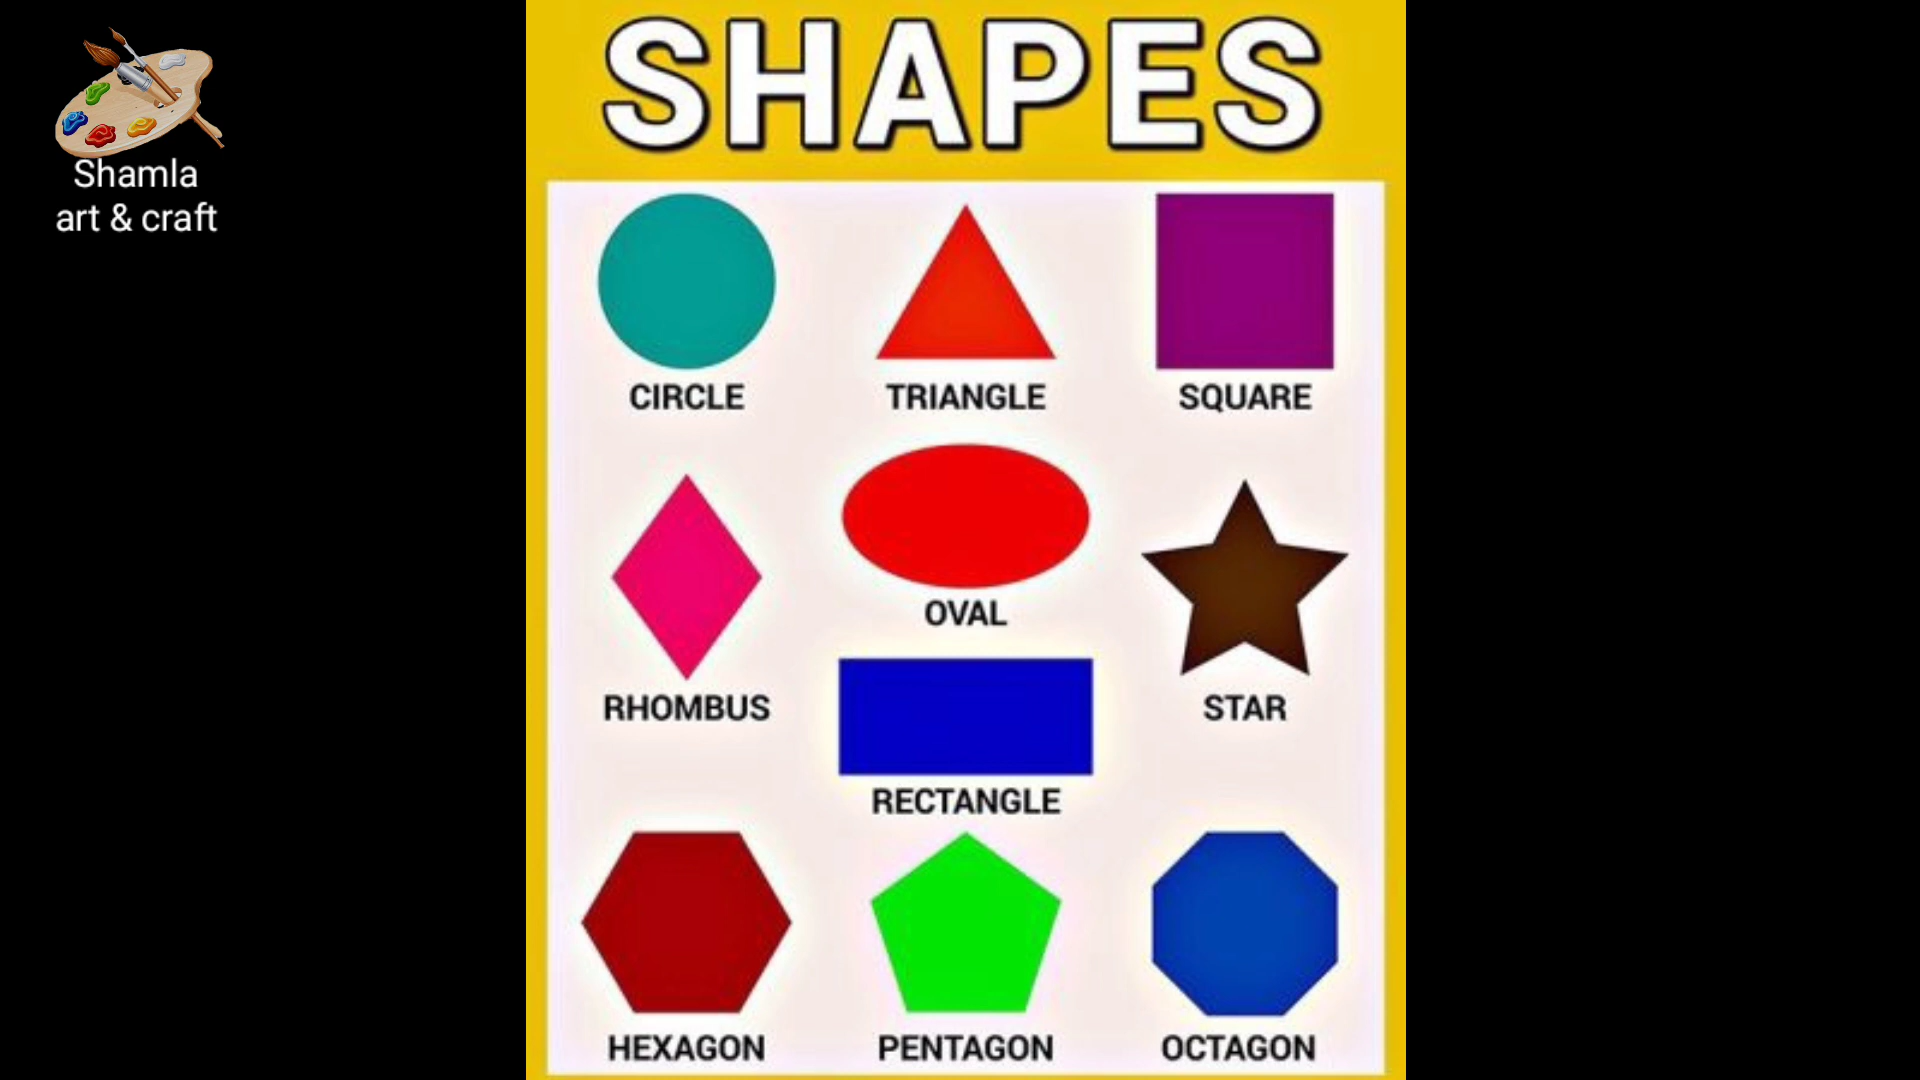 Shamla
art & craft
SHAPES
CIRCLE
TRIANGLE
SQUARE
RHOMBUS
OVAL
STAR
RECTANGLE
HEXAGON
PENTAGON
OCTAGON